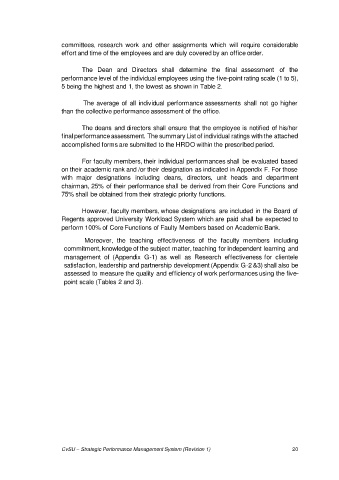 committees, research work and other assignments which will require considerable
effort and time of the employees and are duly covered by an office order.
The Dean and Directors shall determine the final assessment of the
performance level of the individual employees using the five-point rating scale (1 to 5),
5 being the highest and 1, the lowest as shown in Table 2.
The average of all individual performance assessments shall not go higher
than the collective performance assessment of the office.
The deans and directors shall ensure that the employee is notified of his/her
final performance assessment. The summary List of individual ratings with the attached
accomplished forms are submitted to the HRDO within the prescribed period.
For faculty members, their individual performances shall be evaluated based
on their academic rank and /or their designation as indicated in Appendix F. For those
with major designations including deans, directors, unit heads and department
chairman, 25% of their performance shall be derived from their Core Functions and
75% shall be obtained from their strategic priority functions.
However, faculty members, whose designations are included in the Board of
Regents approved University Workload System which are paid shall be expected to
perform 100% of Core Functions of Faulty Members based on Academic Bank.
Moreover, the teaching effectiveness of the faculty members including
commitment, knowledge of the subject matter, teaching for independent learning and
management of (Appendix G-1) as well as Research effectiveness for clientele
satisfaction, leadership and partnership development (Appendix G-2 &3) shall also be
assessed to measure the quality and efficiency of work performances using the five-
point scale (Tables 2 and 3).
CvSU – Strategic Performance Management System (Revision 1) 20